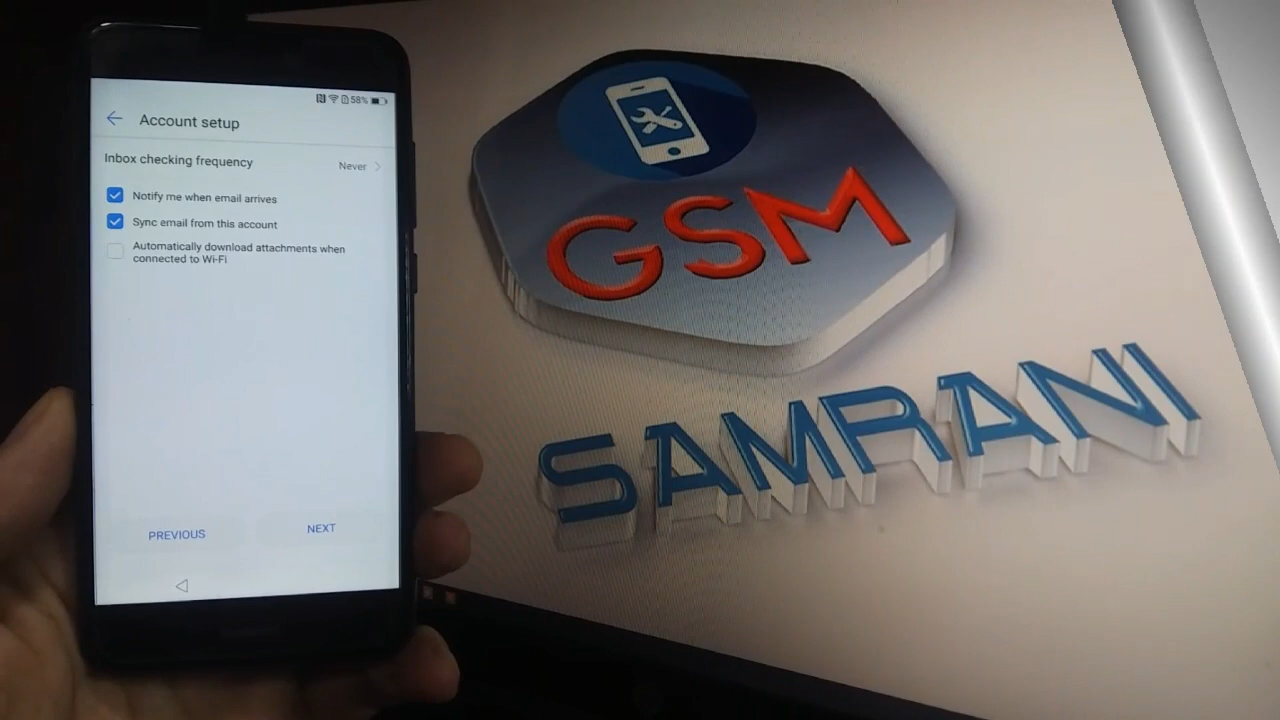 58%
Account setup
Inbox checking frequency
Never
Notify me when email arrives
Sync email from this account
Automatically download attachments when
connected to Wi-Fi
PREVIOUS
NEXT
GSM
SAMRANI